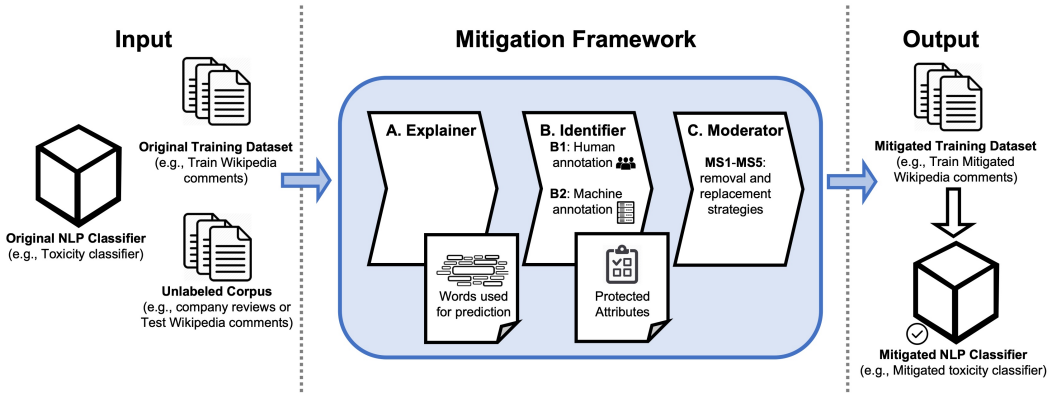 Input
Original Training Dataset
(e.g., Train Wikipedia
comments)
Original NLP Classifier
(e.g., Toxicity classifier)
Unlabeled Corpus
(e.g., company reviews or
Test Wikipedia comments)
Mitigation Framework
A. Explainer
Words used
for prediction
B. Identifier
B1: Human
annotation
B2: Machine
annotation
Protected
Attributes
C. Moderator
MS1-MS5:
removal and
replacement
strategies
Output
Mitigated Training Dataset
(e.g., Train Mitigated
Wikipedia comments)
Mitigated NLP Classifier
(e.g., Mitigated toxicity classifier)